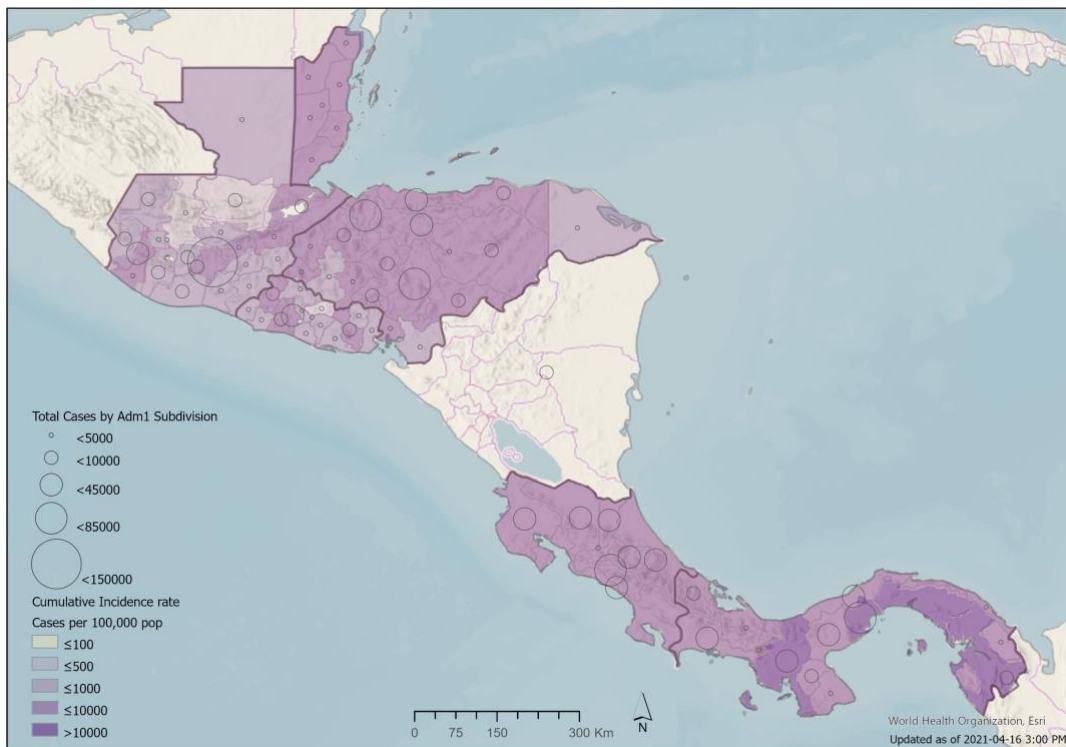 Total Cases by Adm1 Subdivision
<5000
<10000
<45000
<85000
<150000
Cumulative Incidence rate
Cases per 100,000 pop
≤100
≤500
≤1000
≤10000
>10000
0 75 150 300 Km
N
World Health Organization, Esri
Updated as of 2021-04-16 3:00 PM